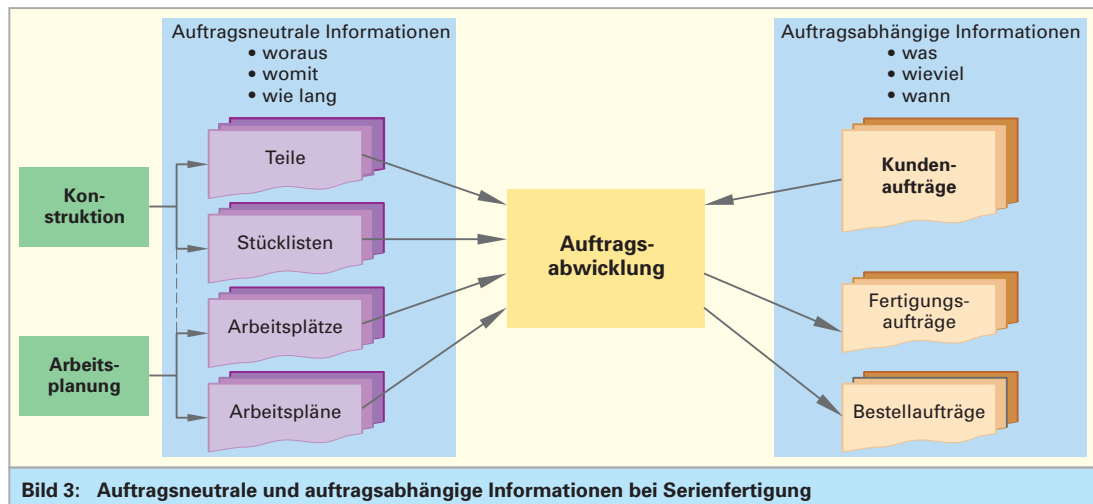 Auftragsneutrale Informationen
• woraus
• womit
• wie lang
Auftragsabhängige Informationen
• was
• wieviel
• wann
Kon-
struktion
Arbeits-
planung
Teile
Stücklisten
Arbeitsplätze
Arbeitspläne
Auftrags-
abwicklung
Kunden-
aufträge
Fertigungs-
aufträge
Bestellaufträge
Bild 3: Auftragsneutrale und auftragsabhängige Informationen bei Serienfertigung